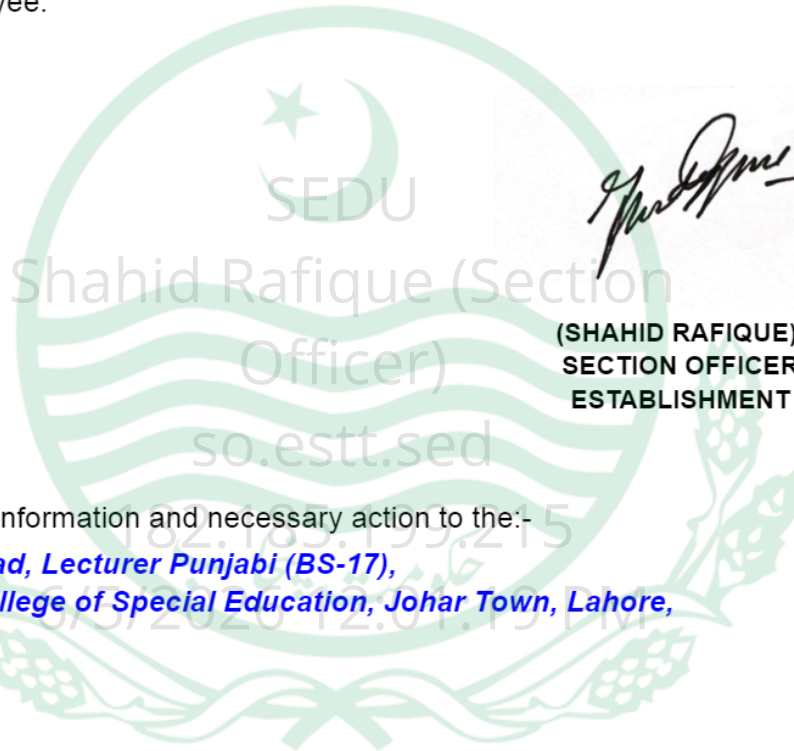 yee.
SEDU
Shahid Rafique (Section
Officer)
(SHAHID RAFIQUE)
SECTION OFFICER
ESTABLISHMENT
so.estt.sed
nformation and necessary action to the:-
182.185.199.215
ad, Lecturer Punjabi (BS-17),
llege of Special Education, Johar Town, Lahore,
6/5/2026 12:01:19 PM